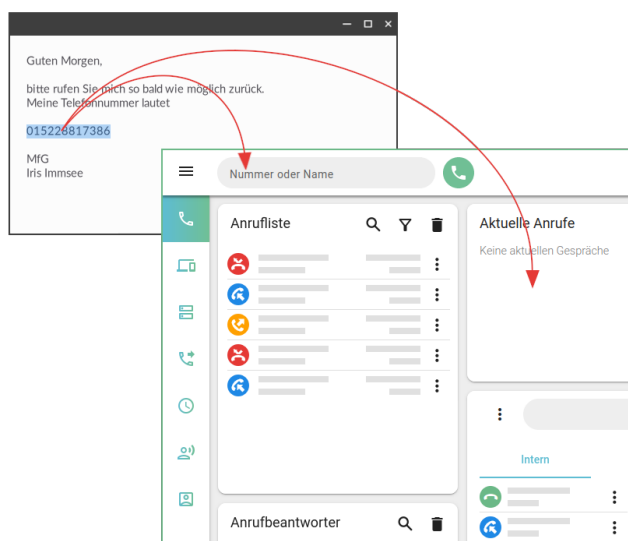 Guten Morgen,
bitte rufen Sie mich so bald wie möglich zurück.
Meine Telefonnummer lautet
015228817386
MfG
Iris Immsee
Nummer oder Name
Anrufliste
Aktuelle Anrufe
Keine aktuellen Gespräche
Intern
Anrufbeantworter